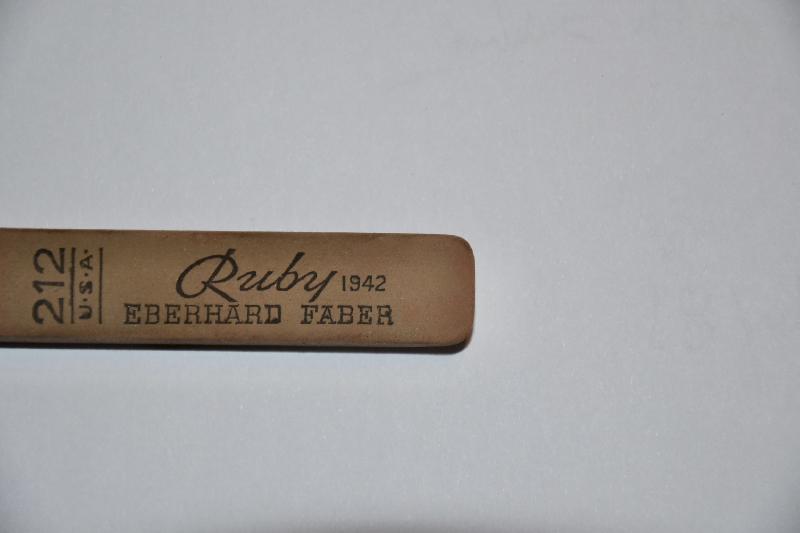 212
U·S·A·
Ruby 1942
EBERHARD FABER